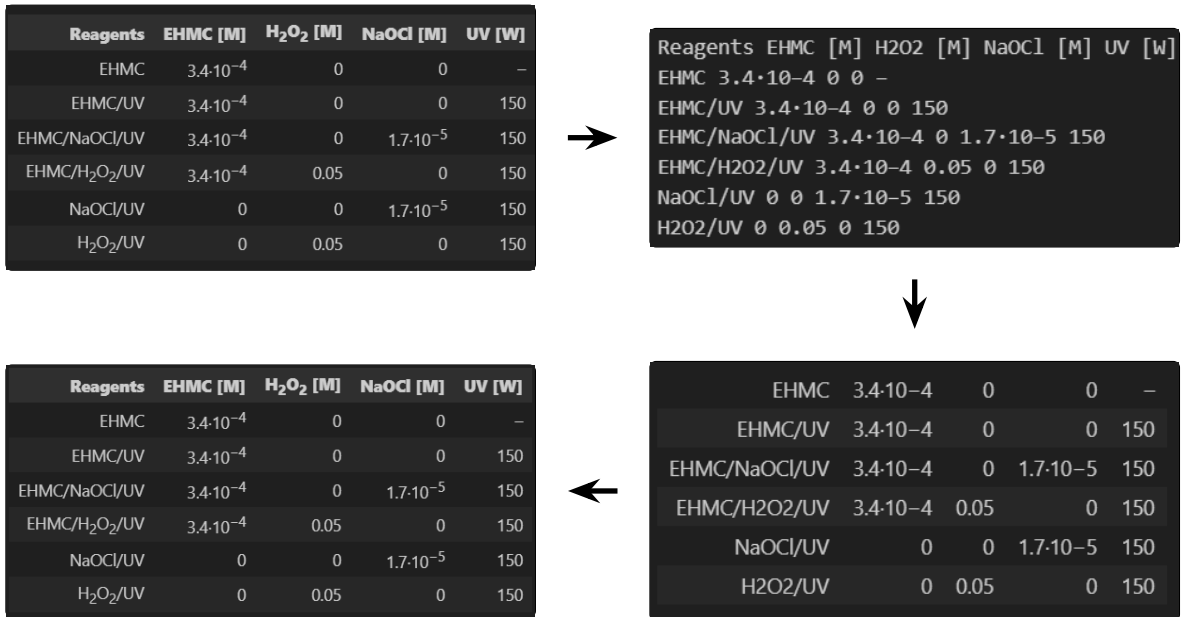 Reagents EHMC [M] H₂O₂ [M] NaOCl [M] UV [W]
EHMC 3.4·10⁻⁴ 0 0 –
EHMC/UV 3.4·10⁻⁴ 0 0 150
EHMC/NaOCl/UV 3.4·10⁻⁴ 0 1.7·10⁻⁵ 150
EHMC/H₂O₂/UV 3.4·10⁻⁴ 0.05 0 150
NaOCl/UV 0 0 1.7·10⁻⁵ 150
H₂O₂/UV 0 0.05 0 150
Reagents EHMC [M] H2O2 [M] NaOCl [M] UV [W]
EHMC 3.4·10–4 0 0 –
EHMC/UV 3.4·10–4 0 0 150
EHMC/NaOCl/UV 3.4·10–4 0 1.7·10–5 150
EHMC/H2O2/UV 3.4·10–4 0.05 0 150
NaOCl/UV 0 0 1.7·10–5 150
H2O2/UV 0 0.05 0 150
EHMC 3.4·10–4 0 0 –
EHMC/UV 3.4·10–4 0 0 150
EHMC/NaOCl/UV 3.4·10–4 0 1.7·10–5 150
EHMC/H2O2/UV 3.4·10–4 0.05 0 150
NaOCl/UV 0 0 1.7·10–5 150
H2O2/UV 0 0.05 0 150
Reagents EHMC [M] H₂O₂ [M] NaOCl [M] UV [W]
EHMC 3.4·10⁻⁴ 0 0 –
EHMC/UV 3.4·10⁻⁴ 0 0 150
EHMC/NaOCl/UV 3.4·10⁻⁴ 0 1.7·10⁻⁵ 150
EHMC/H₂O₂/UV 3.4·10⁻⁴ 0.05 0 150
NaOCl/UV 0 0 1.7·10⁻⁵ 150
H₂O₂/UV 0 0.05 0 150